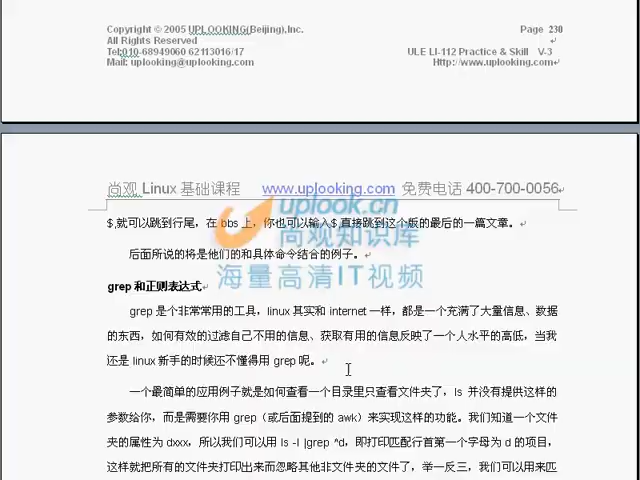 Copyright © 2005 UPLOOKING(Beijing),Inc.
Page 230
All Rights Reserved
Tel;010-68949060 62113016/17
ULE LI-112 Practice & Skill V-3
Mail: uplooking@uplooking.com
Http://www.uplooking.com
尚观 Linux 基础课程 www.uplooking.com 免费电话 400-700-0056
uplook.cn
尚观知识库
海量高清IT视频
$,就可以跳到行尾，在 bbs 上，你也可以输入$,直接跳到这个版的最后的一篇文章。
后面所说的将是他们的和具体命令结合的例子。
grep 和正则表达式
grep 是个非常常用的工具，linux 其实和 internet 一样，都是一个充满了大量信息、数据
的东西，如何有效的过滤自己不用的信息、获取有用的信息反映了一个人水平的高低，当我
还是 linux 新手的时候还不懂得用 grep 呢。
一个最简单的应用例子就是如何查看一个目录里只查看文件夹了，ls 并没有提供这样的
参数给你，而是需要你用 grep（或后面提到的 awk）来实现这样的功能。我们知道一个文件
夹的属性为 dxxx，所以我们可以用 ls -l |grep ^d，即打印匹配行首第一个字母为 d 的项目，
这样就把所有的文件夹打印出来而忽略其他非文件夹的文件了，举一反三，我们可以用来匹